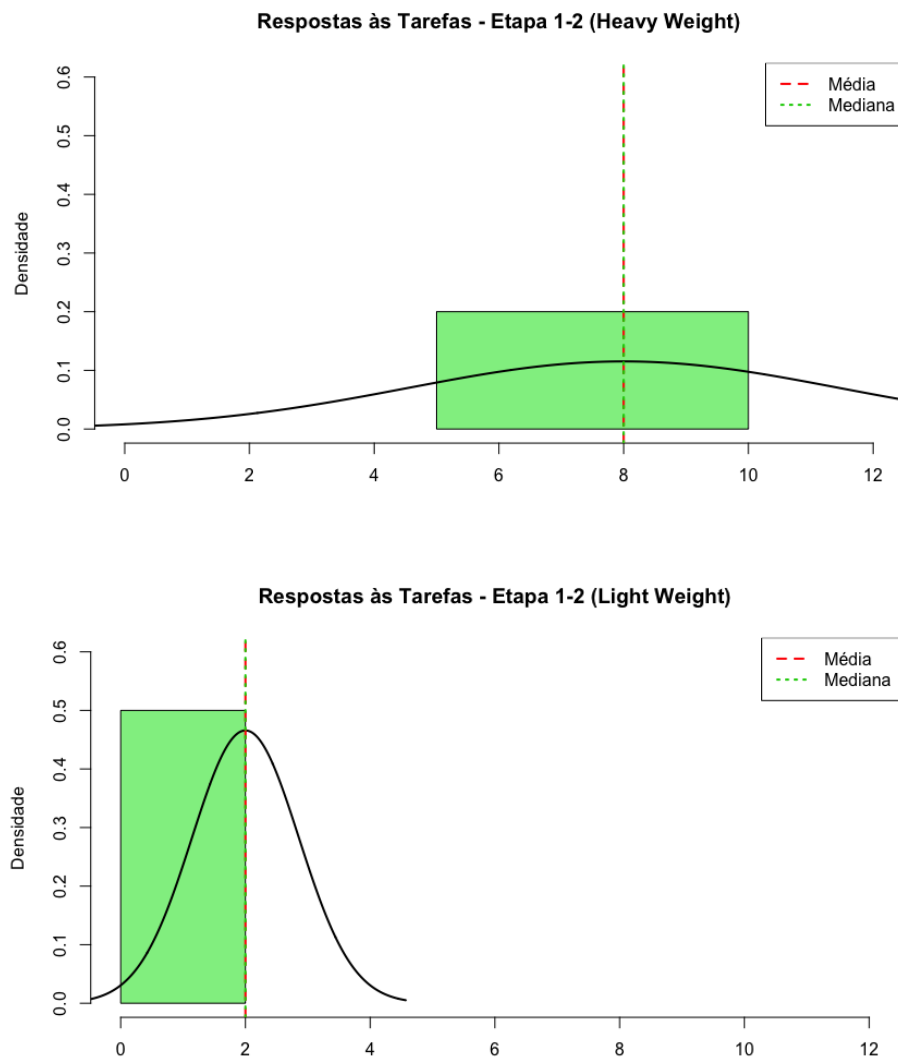 Respostas às Tarefas - Etapa 1-2 (Heavy Weight)
Média
Mediana
Densidade
0.6
0.5
0.4
0.3
0.2
0.1
0.0
0 2 4 6 8 10 12
Respostas às Tarefas - Etapa 1-2 (Light Weight)
Média
Mediana
Densidade
0.6
0.5
0.4
0.3
0.2
0.1
0.0
0 2 4 6 8 10 12